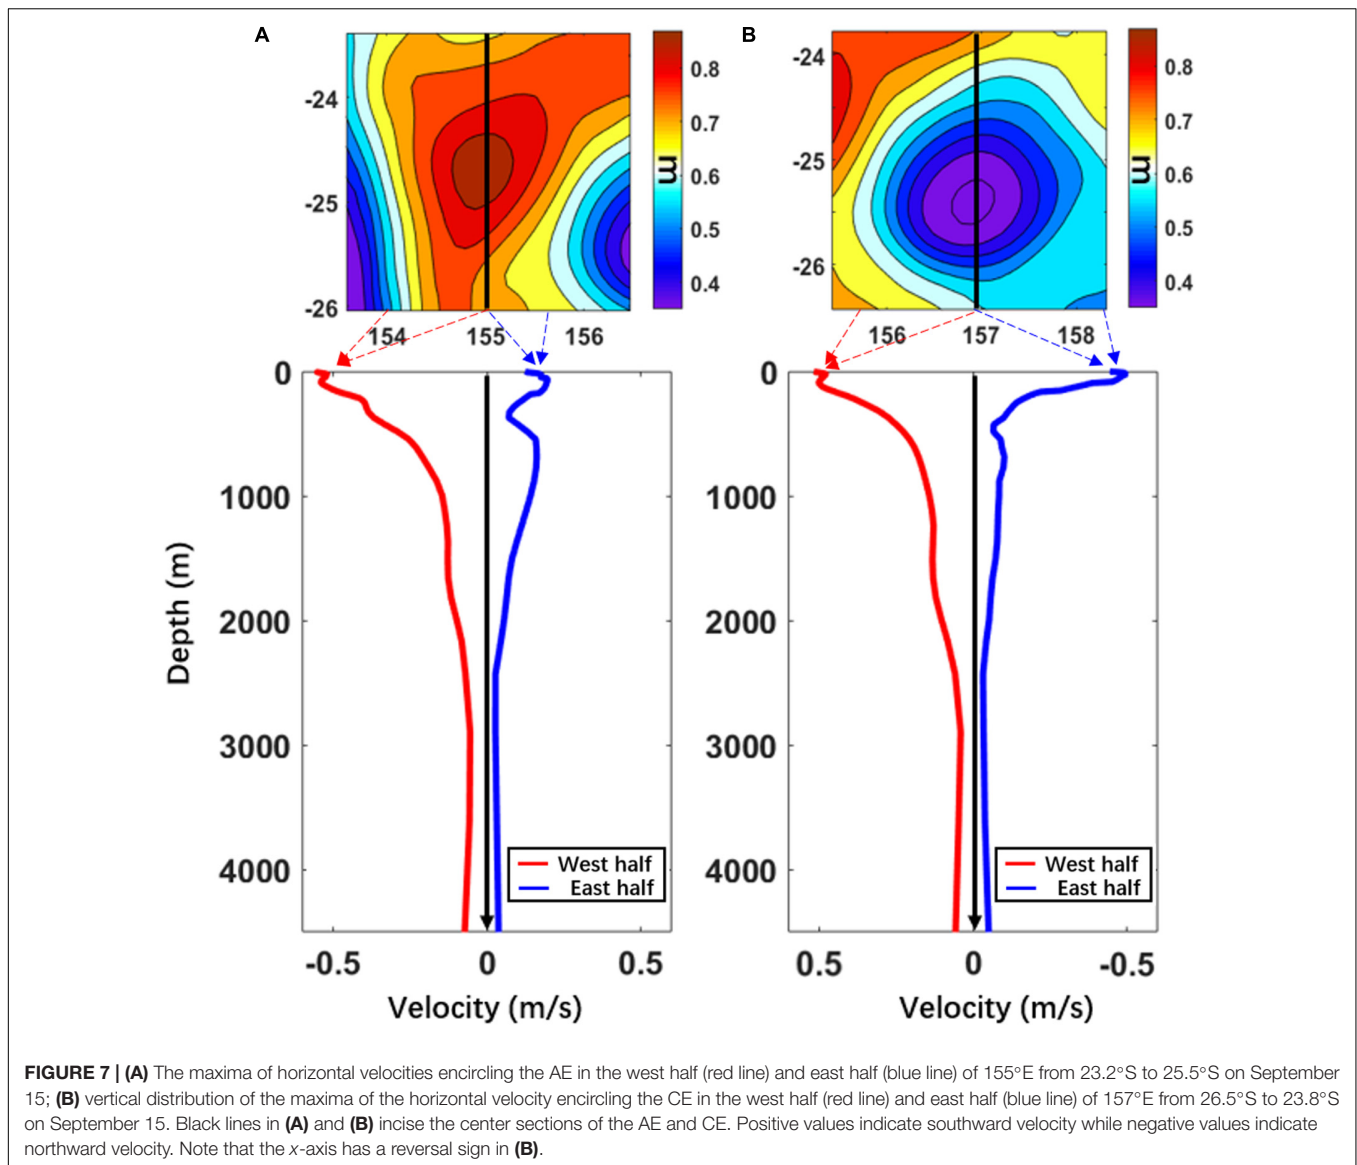 A
B
-24
-25
-26
154
155
156
0.8
0.7
0.6
0.5
0.4
m
-24
-25
-26
156
157
158
0.8
0.7
0.6
0.5
0.4
m
0
1000
2000
3000
4000
Depth (m)
West half
East half
-0.5
0
0.5
Velocity (m/s)
0
1000
2000
3000
4000
West half
East half
0.5
0
-0.5
Velocity (m/s)
FIGURE 7 | (A) The maxima of horizontal velocities encircling the AE in the west half (red line) and east half (blue line) of 155°E from 23.2°S to 25.5°S on September
15; (B) vertical distribution of the maxima of the horizontal velocity encircling the CE in the west half (red line) and east half (blue line) of 157°E from 26.5°S to 23.8°S
on September 15. Black lines in (A) and (B) incise the center sections of the AE and CE. Positive values indicate southward velocity while negative values indicate
northward velocity. Note that the x-axis has a reversal sign in (B).